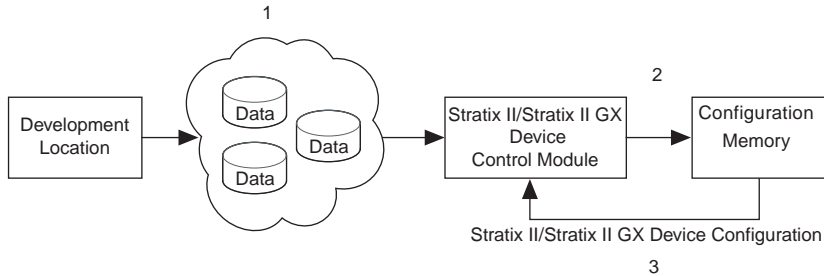 1
2
Development
Location
Data
Data
Data
Stratix II/Stratix II GX
Device
Control Module
Configuration
Memory
Stratix II/Stratix II GX Device Configuration
3